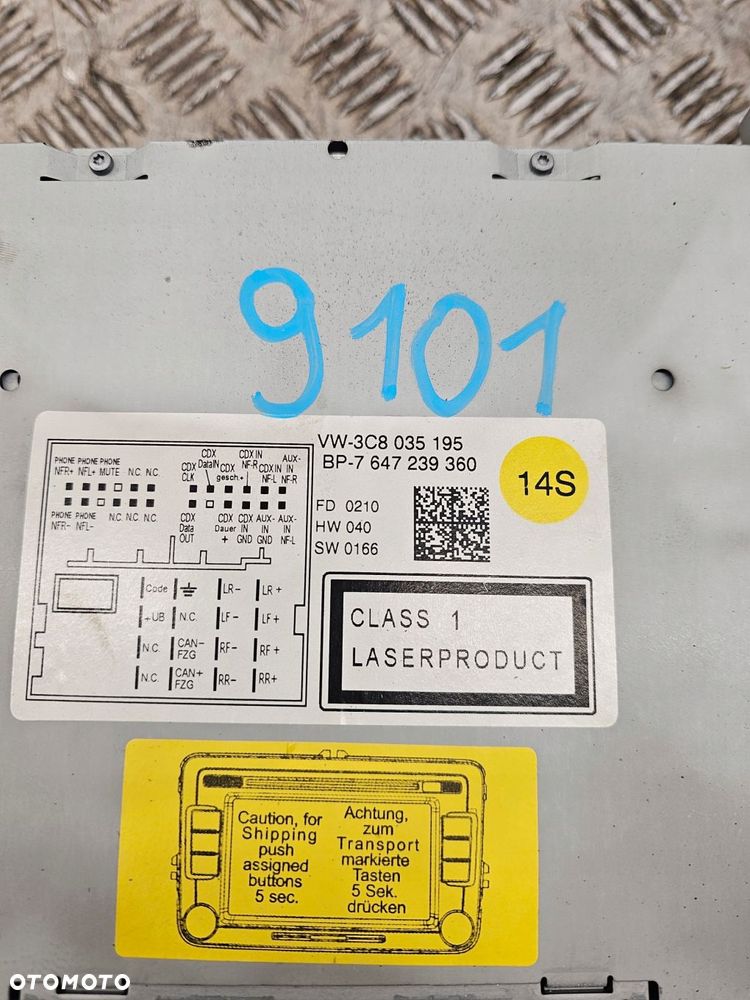 9101
VW-3C8 035 195
BP-7 647 239 360
14S
FD 0210
HW 040
SW 0166
PHONE PHONE PHONE
NFR+ NFL+ MUTE N.C. N.C.
PHONE PHONE
NFR- NFL- N.C. N.C. N.C.
CDX CLK
CDX DataIN
CDX gesch.+
CDX IN NF-R
CDX IN NF-L
AUX- IN NF-R
CDX Data OUT
CDX Dauer +
CDX IN GND
AUX- IN GND
AUX- IN NF-L
Code LR- LR+
+UB N.C. LF- LF+
N.C. CAN- FZG RF- RF+
N.C. CAN+ FZG RR- RR+
CLASS 1
LASERPRODUCT
Caution, for
Shipping
push
assigned
buttons
5 sec.
Achtung,
zum
Transport
markierte
Tasten
5 Sek.
drücken
OTOMOTO